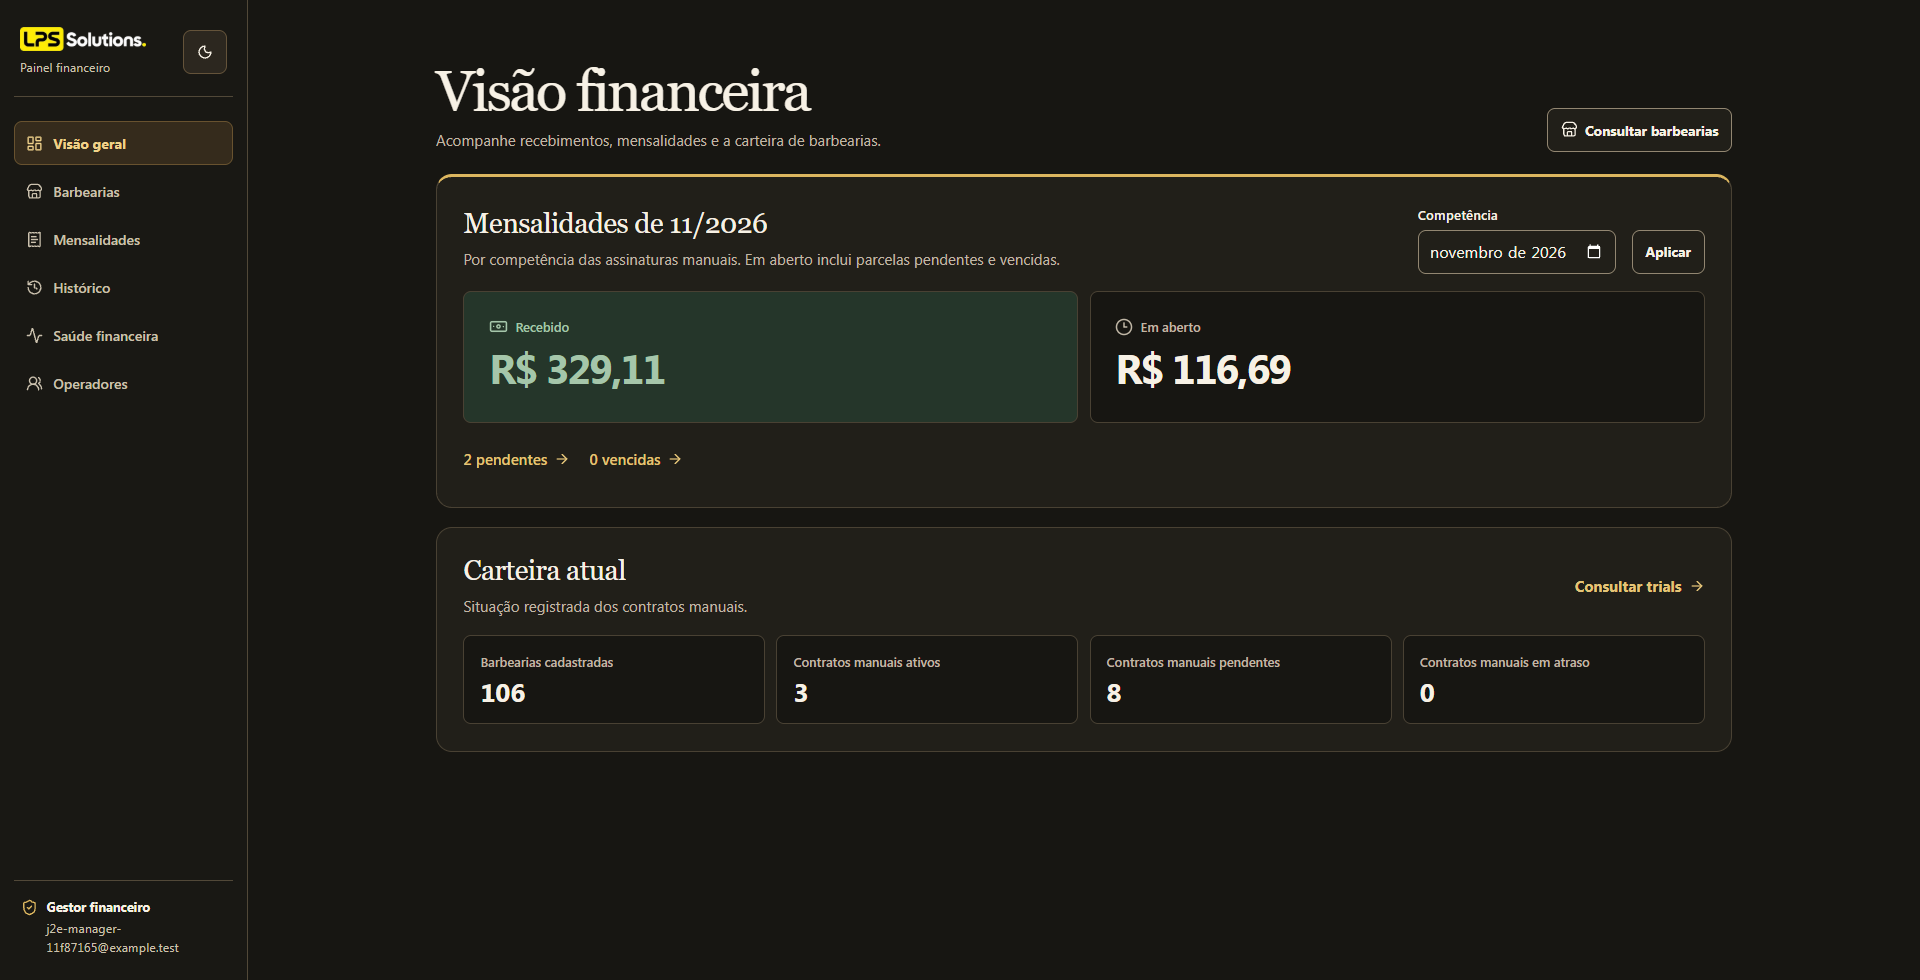 LPS Solutions.
Painel financeiro
Visão geral
Barbearias
Mensalidades
Histórico
Saúde financeira
Operadores
Gestor financeiro
j2e-manager-
11f87165@example.test
Visão financeira
Acompanhe recebimentos, mensalidades e a carteira de barbearias.
Consultar barbearias
Mensalidades de 11/2026
Por competência das assinaturas manuais. Em aberto inclui parcelas pendentes e vencidas.
Competência
novembro de 2026
Aplicar
Recebido
R$ 329,11
Em aberto
R$ 116,69
2 pendentes
0 vencidas
Carteira atual
Situação registrada dos contratos manuais.
Consultar trials
Barbearias cadastradas
106
Contratos manuais ativos
3
Contratos manuais pendentes
8
Contratos manuais em atraso
0